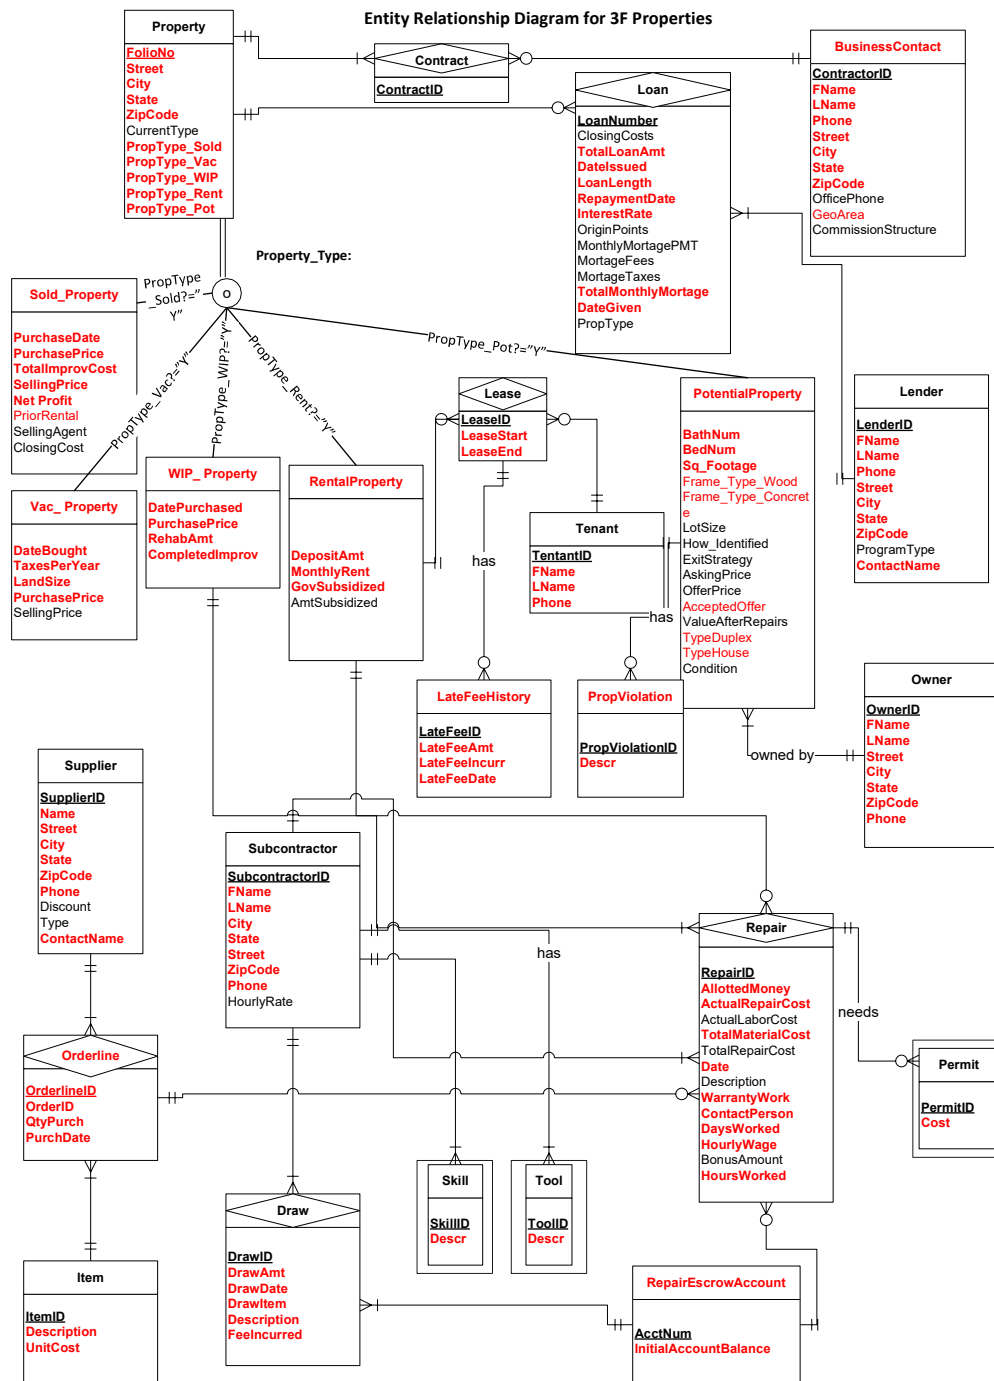 Entity Relationship Diagram for 3F Properties
Property
FolioNo
Street
City
State
ZipCode
CurrentType
PropType_Sold
PropType_Vac
PropType_WIP
PropType_Rent
PropType_Pot
Contract
ContractID
BusinessContact
ContractorID
FName
LName
Phone
Street
City
State
ZipCode
OfficePhone
GeoArea
CommissionStructure
Loan
LoanNumber
ClosingCosts
TotalLoanAmt
DateIssued
LoanLength
RepaymentDate
InterestRate
OriginPoints
MonthlyMortagePMT
MortageFees
MortageTaxes
TotalMonthlyMortage
DateGiven
PropType
Property_Type:
O
PropType
_Sold?="
Y"
PropType_Vac?="Y"
PropType_WIP?="Y"
PropType_Rent?="Y"
PropType_Pot?="Y"
Sold_Property
PurchaseDate
PurchasePrice
TotalImprovCost
SellingPrice
Net Profit
PriorRental
SellingAgent
ClosingCost
Vac_ Property
DateBought
TaxesPerYear
LandSize
PurchasePrice
SellingPrice
WIP_ Property
DatePurchased
PurchasePrice
RehabAmt
CompletedImprov
RentalProperty
DepositAmt
MonthlyRent
GovSubsidized
AmtSubsidized
Lease
LeaseID
LeaseStart
LeaseEnd
has
Tenant
TentantID
FName
LName
Phone
PotentialProperty
BathNum
BedNum
Sq_Footage
Frame_Type_Wood
Frame_Type_Concret
e
LotSize
How_Identified
ExitStrategy
AskingPrice
OfferPrice
AcceptedOffer
ValueAfterRepairs
TypeDuplex
TypeHouse
Condition
has
Lender
LenderID
FName
LName
Phone
Street
City
State
ZipCode
ProgramType
ContactName
LateFeeHistory
LateFeeID
LateFeeAmt
LateFeeIncurr
LateFeeDate
PropViolation
PropViolationID
Descr
owned by
Owner
OwnerID
FName
LName
Street
City
State
ZipCode
Phone
Supplier
SupplierID
Name
Street
City
State
ZipCode
Phone
Discount
Type
ContactName
Subcontractor
SubcontractorID
FName
LName
City
State
Street
ZipCode
Phone
HourlyRate
has
Repair
RepairID
AllottedMoney
ActualRepairCost
ActualLaborCost
TotalMaterialCost
TotalRepairCost
Date
Description
WarrantyWork
ContactPerson
DaysWorked
HourlyWage
BonusAmount
HoursWorked
needs
Permit
PermitID
Cost
Orderline
OrderlineID
OrderID
QtyPurch
PurchDate
Skill
SkillID
Descr
Tool
ToolID
Descr
Draw
DrawID
DrawAmt
DrawDate
DrawItem
Description
FeeIncurred
Item
ItemID
Description
UnitCost
RepairEscrowAccount
AcctNum
InitialAccountBalance